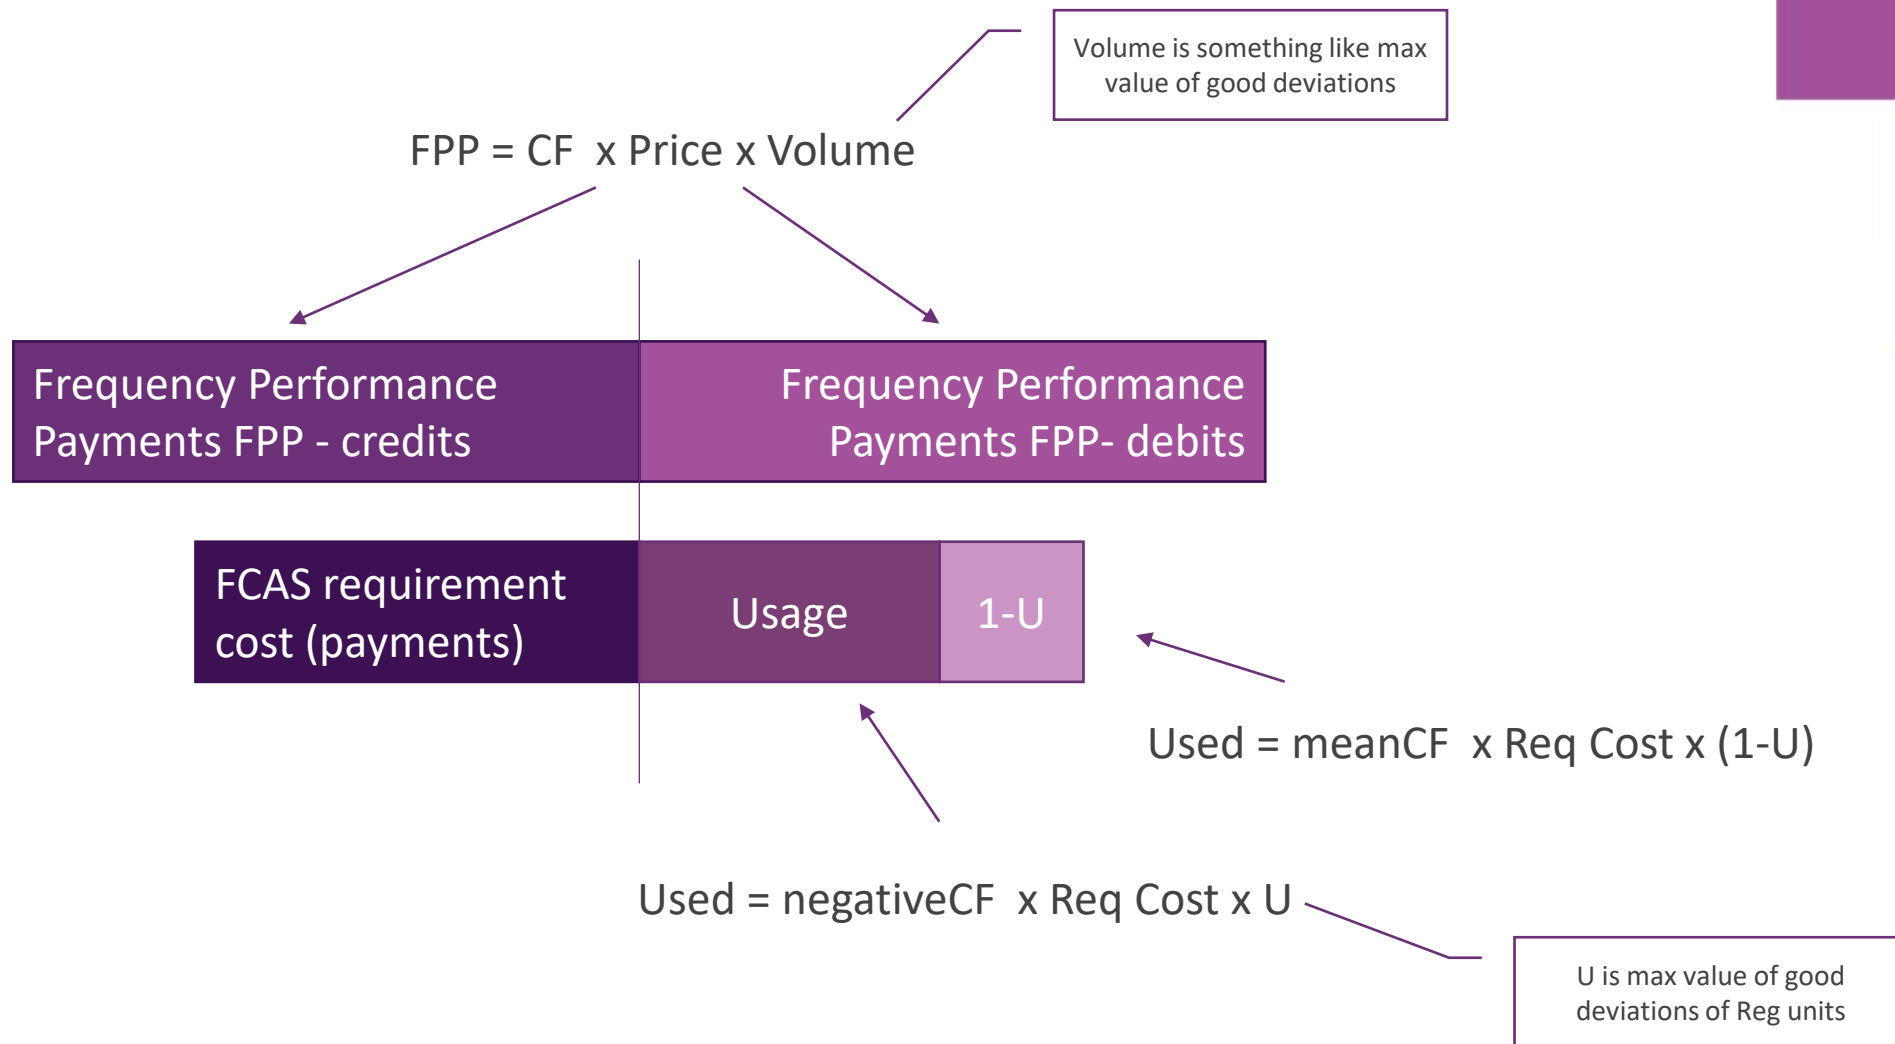 Volume is something like max
value of good deviations
FPP = CF  x Price x Volume
Frequency Performance
Payments FPP - credits
Frequency Performance
Payments FPP- debits
FCAS requirement
cost (payments)
Usage
1-U
Used = meanCF  x Req Cost x (1-U)
Used = negativeCF  x Req Cost x U
U is max value of good
deviations of Reg units